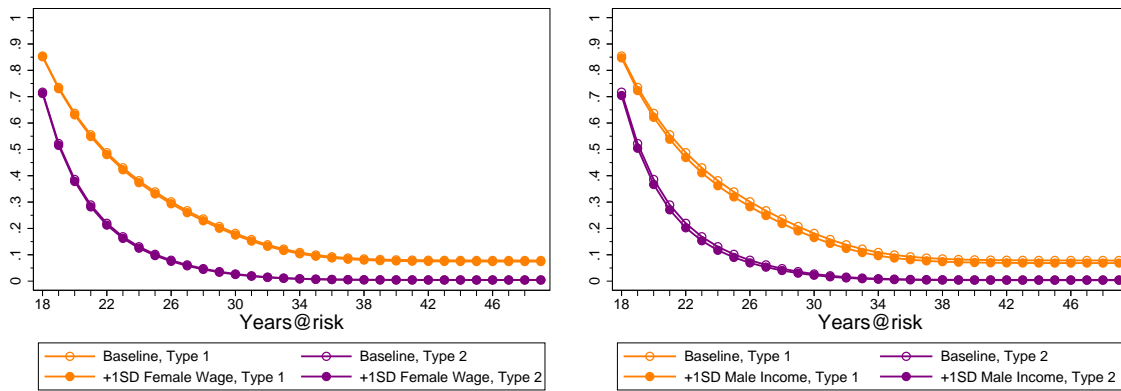 1
.9
.8
.7
.6
.5
.4
.3
.2
.1
0
18 22 26 30 34 38 42 46
Years@risk
Baseline, Type 1 Baseline, Type 2
+1SD Female Wage, Type 1 +1SD Female Wage, Type 2
1
.9
.8
.7
.6
.5
.4
.3
.2
.1
0
18 22 26 30 34 38 42 46
Years@risk
Baseline, Type 1 Baseline, Type 2
+1SD Male Income, Type 1 +1SD Male Income, Type 2